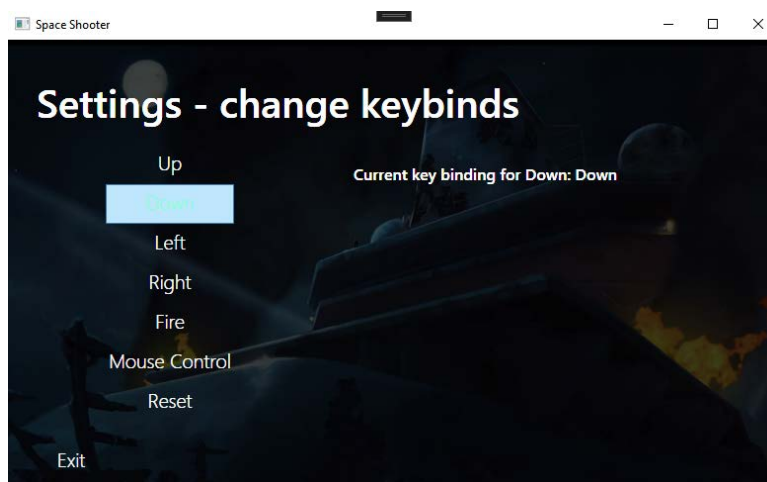 Space Shooter
Settings - change keybinds
Up
Current key binding for Down: Down
Down
Left
Right
Fire
Mouse Control
Reset
Exit